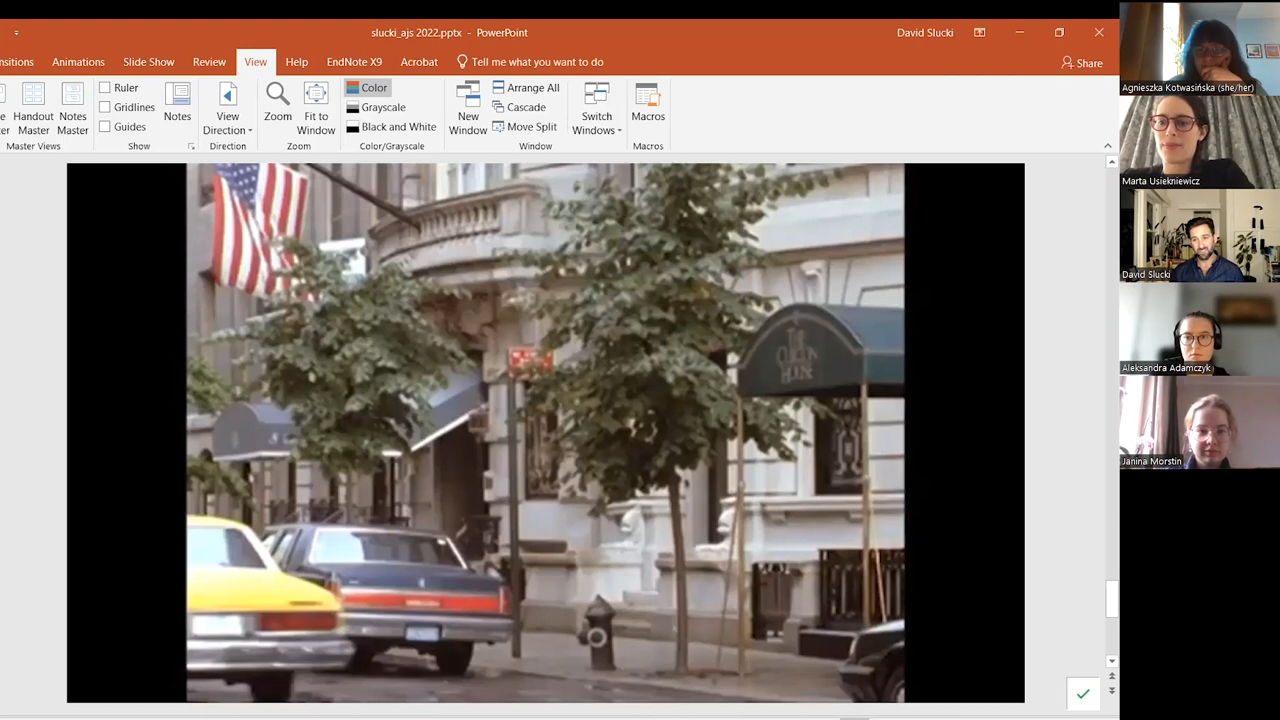 slucki_ajs 2022.pptx - PowerPoint
David Slucki
nsitions Animations Slide Show Review View Help EndNote X9 Acrobat Tell me what you want to do
Share
Handout Master
Notes Master
Master Views
Ruler
Gridlines
Guides
Notes
Show
View Direction
Direction
Zoom
Fit to Window
Zoom
Color
Grayscale
Black and White
Color/Grayscale
New Window
Arrange All
Cascade
Move Split
Switch Windows
Window
Macros
Macros
THE
HOUSE
Agnieszka Kotwasińska (she/her)
Marta Usiekniewicz
David Slucki
Aleksandra Adamczyk
Janina Morstin